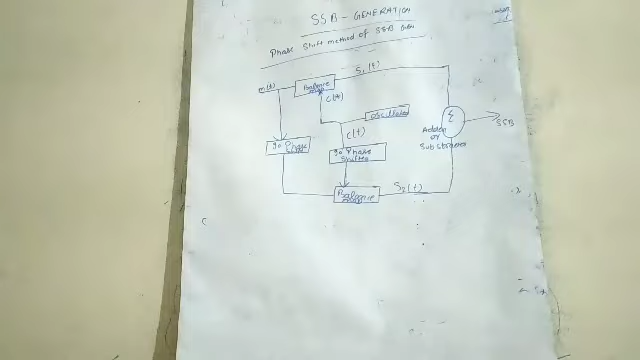 SSB - GENERATION
Phase Shift method of SSB Gen
m(t)
Balance
S₁(t)
c(t)
Oscillator
Σ
SSB
c(t)
Adder
or
Substractor
90 Phase
90 Phase
Shifter
Balance
S₂(t)